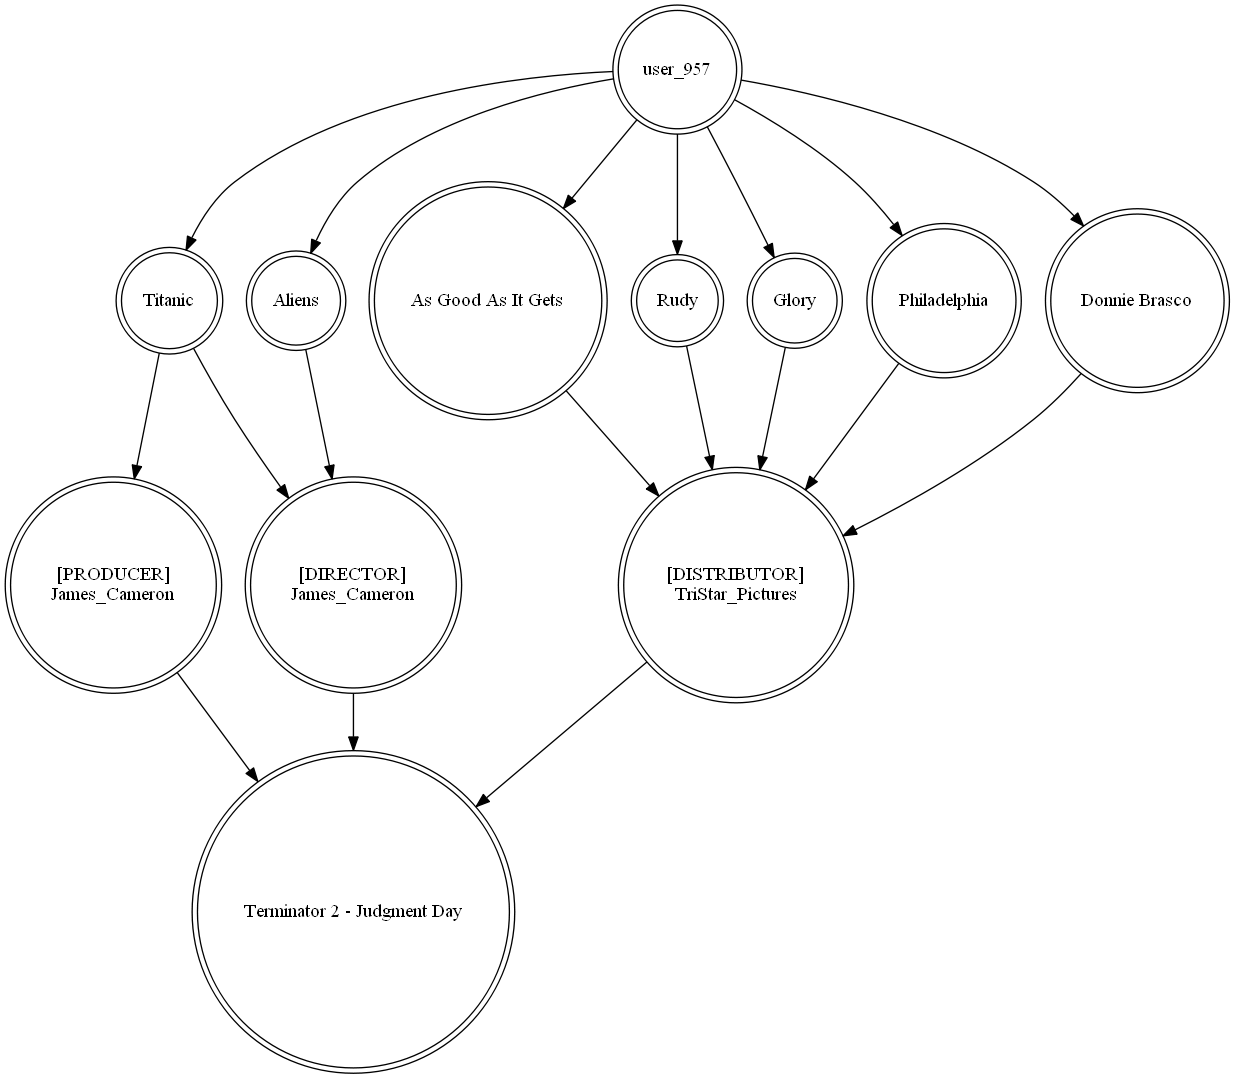 user_957
Titanic
Aliens
As Good As It Gets
Rudy
Glory
Philadelphia
Donnie Brasco
[PRODUCER]
James_Cameron
[DIRECTOR]
James_Cameron
[DISTRIBUTOR]
TriStar_Pictures
Terminator 2 - Judgment Day